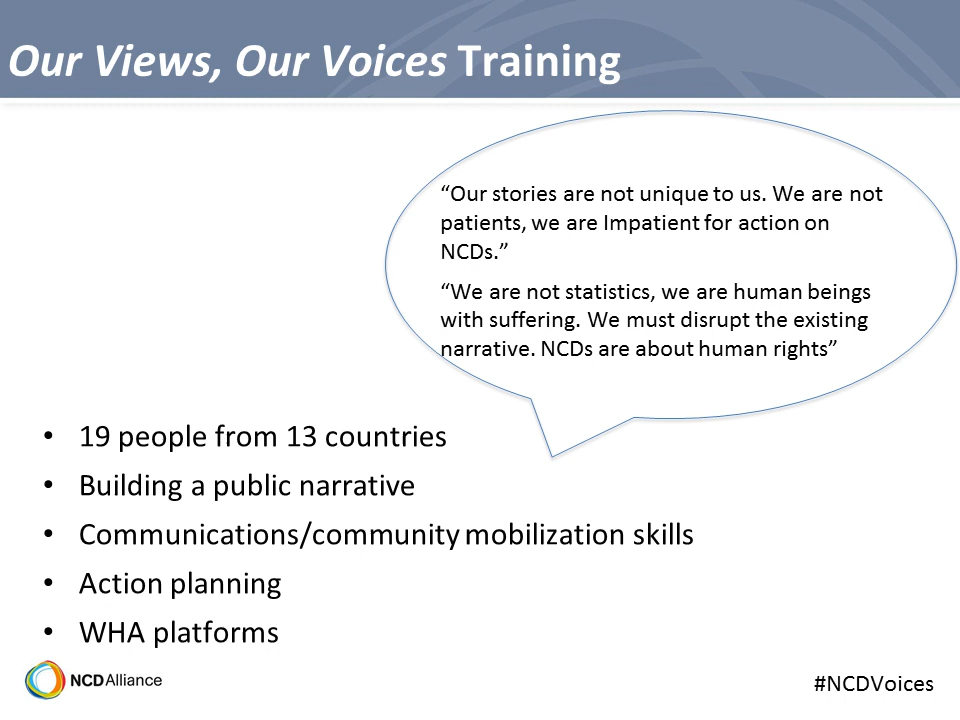 Our Views, Our Voices Training
“Our stories are not unique to us. We are not
patients, we are Impatient for action on
NCDs.”
“We are not statistics, we are human beings
with suffering. We must disrupt the existing
narrative. NCDs are about human rights”
• 19 people from 13 countries
• Building a public narrative
• Communications/community mobilization skills
• Action planning
• WHA platforms
NCD Alliance
#NCDVoices